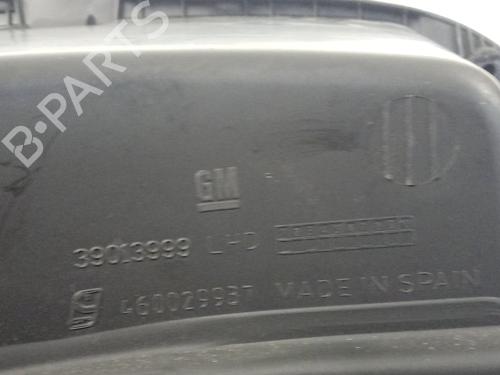 B-PARTS
GM
39013999 LHD
460029937 MADE IN SPAIN